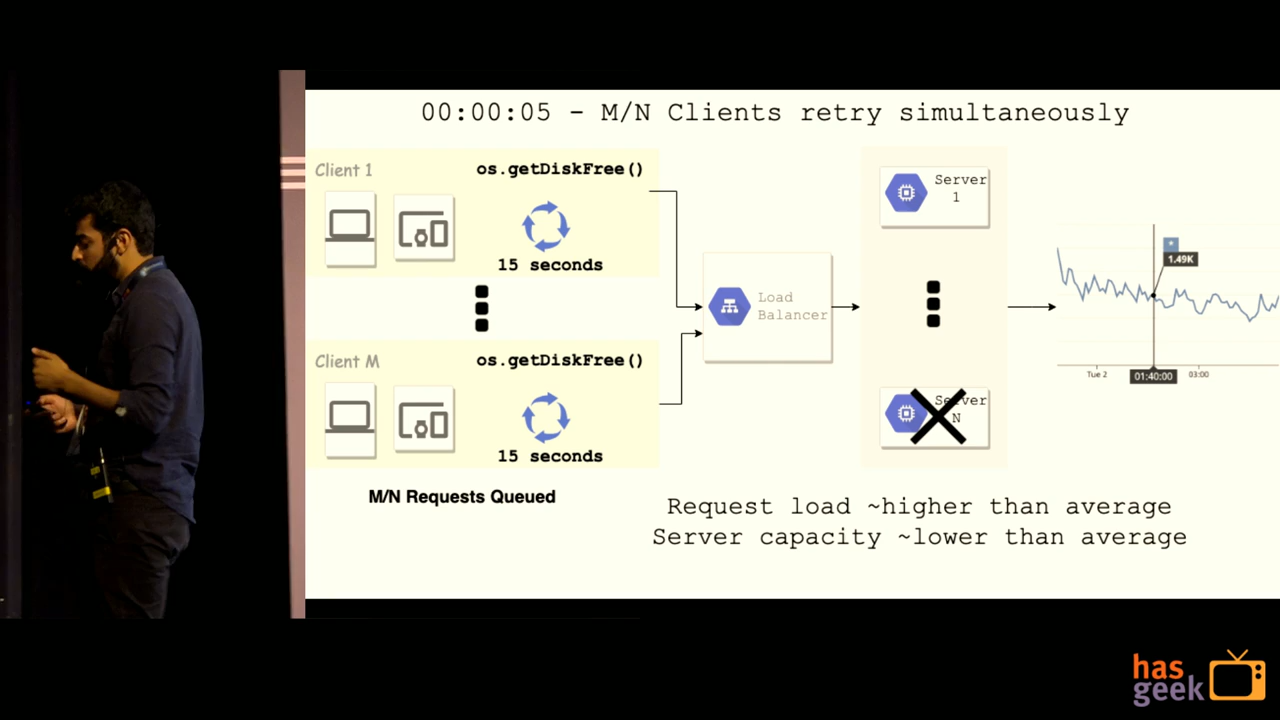 00:00:05 - M/N Clients retry simultaneously
Client 1
os.getDiskFree()
15 seconds
Client M
os.getDiskFree()
15 seconds
M/N Requests Queued
Load
Balancer
Server
1
Server
N
*
1.49K
Tue 2
01:40:00
03:00
Request load ~higher than average
Server capacity ~lower than average
has
geek